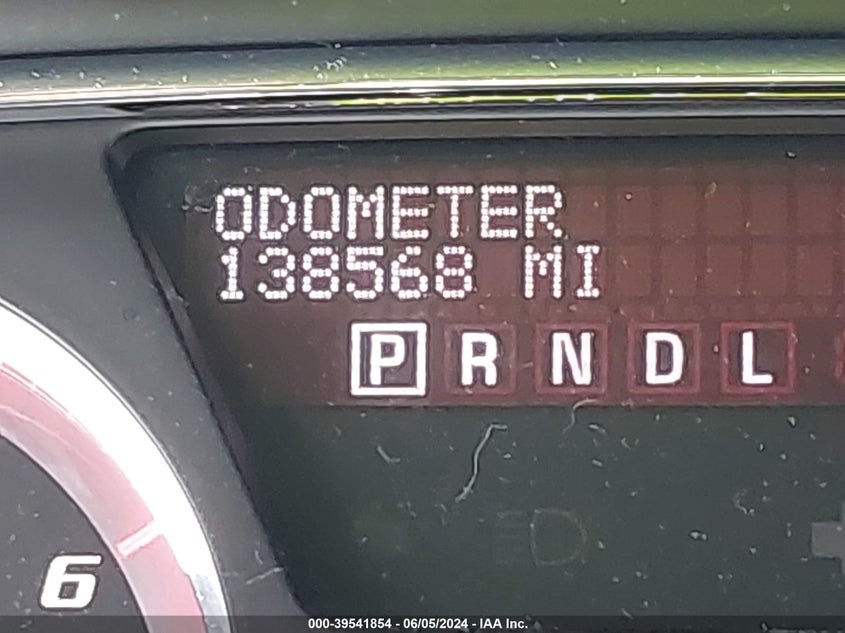 ODOMETER
138568 MI
P R N D L
6
000-39541854 - 06/05/2024 - IAA Inc.